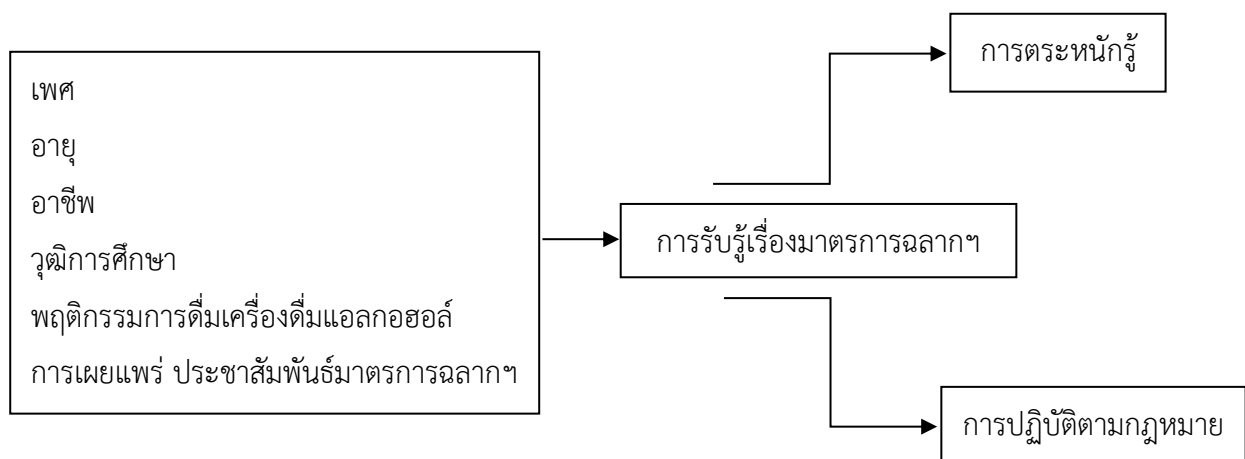 เพศ
อายุ
อาชีพ
วุฒิการศึกษา
พฤติกรรมการดื่มเครื่องดื่มแอลกอฮอล์
การเผยแพร่ ประชาสัมพันธ์มาตรการฉลากฯ
การรับรู้เรื่องมาตรการฉลากฯ
การตระหนักรู้
การปฏิบัติตามกฎหมาย